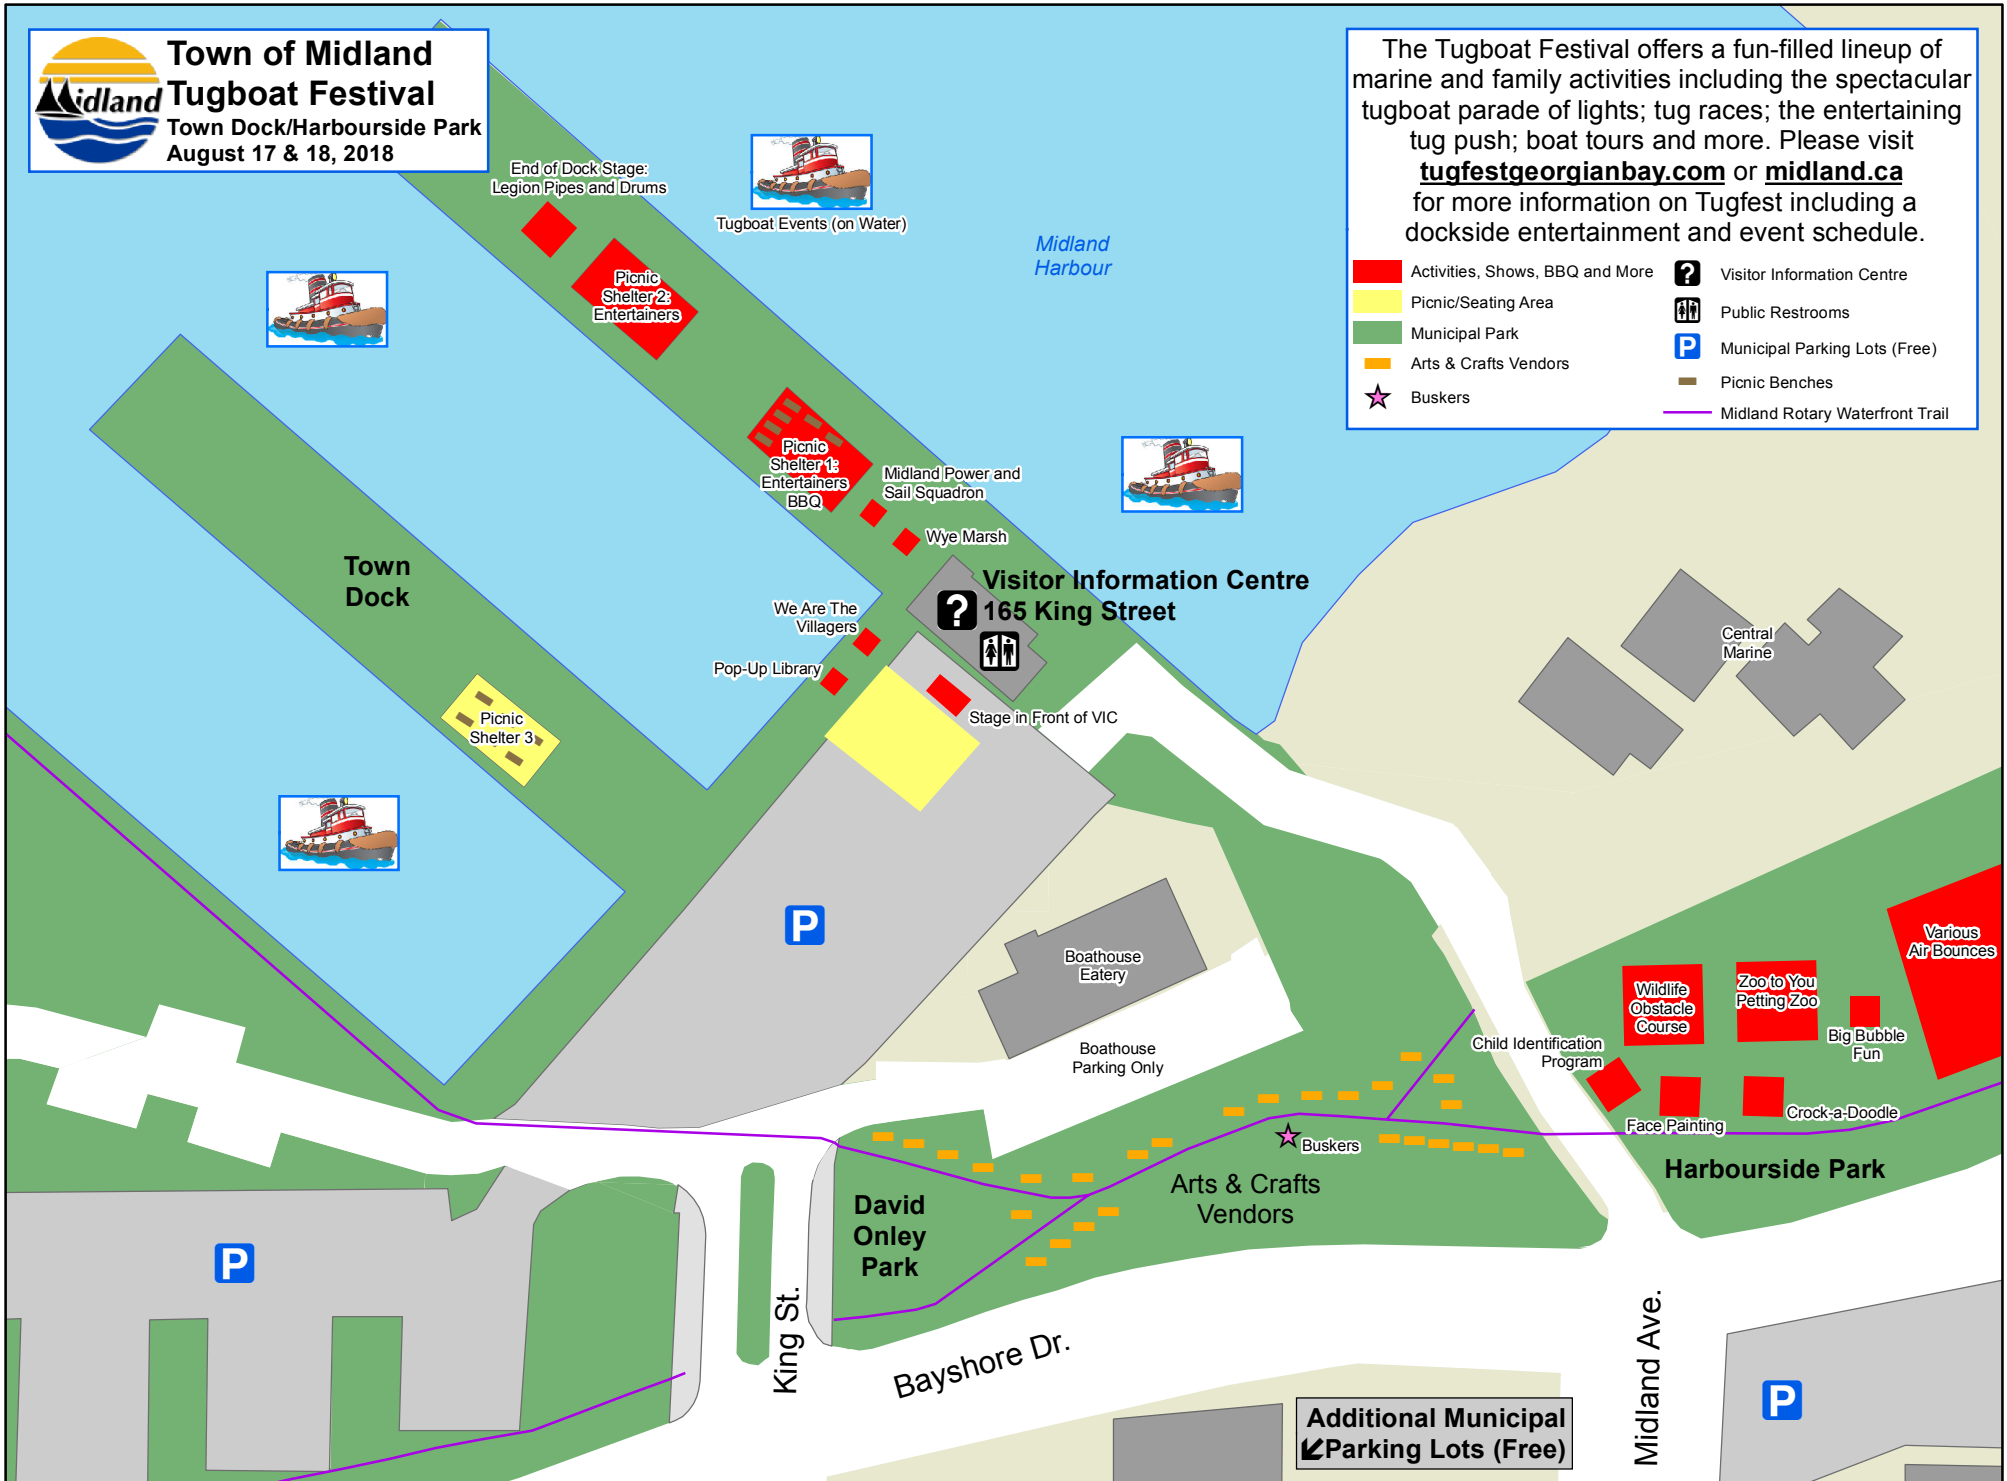 Town of Midland
Tugboat Festival
Town Dock/Harbourside Park
August 17 & 18, 2018
idland
The Tugboat Festival offers a fun-filled lineup of
marine and family activities including the spectacular
tugboat parade of lights; tug races; the entertaining
tug push; boat tours and more. Please visit
tugfestgeorgianbay.com or midland.ca
for more information on Tugfest including a
dockside entertainment and event schedule.
Activities, Shows, BBQ and More
Picnic/Seating Area
Municipal Park
Arts & Crafts Vendors
Buskers
?
Visitor Information Centre
Public Restrooms
P
Municipal Parking Lots (Free)
Picnic Benches
Midland Rotary Waterfront Trail
End of Dock Stage:
Legion Pipes and Drums
Tugboat Events (on Water)
Midland
Harbour
Picnic
Shelter 2:
Entertainers
Picnic
Shelter 1:
Entertainers
BBQ
Midland Power and
Sail Squadron
Wye Marsh
Town
Dock
?
Visitor Information Centre
165 King Street
We Are The
Villagers
Pop-Up Library
Stage in Front of VIC
Central
Marine
Picnic
Shelter 3
P
Boathouse
Eatery
Boathouse
Parking Only
Various
Air Bounces
Wildlife
Obstacle
Course
Zoo to You
Petting Zoo
Big Bubble
Fun
Child Identification
Program
Face Painting
Crock-a-Doodle
Harbourside Park
Buskers
Arts & Crafts
Vendors
David
Onley
Park
P
King St.
Bayshore Dr.
Midland Ave.
P
Additional Municipal
Parking Lots (Free)